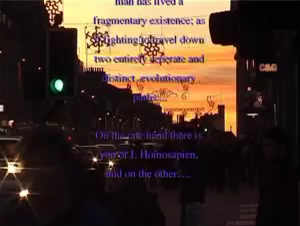 man has lived a
fragmentary existence; as
if fighting to travel down
two entirely seperate and
distinct evolutionary
paths...
On the one hand there is
you or I; Homosapien,
and on the other.....